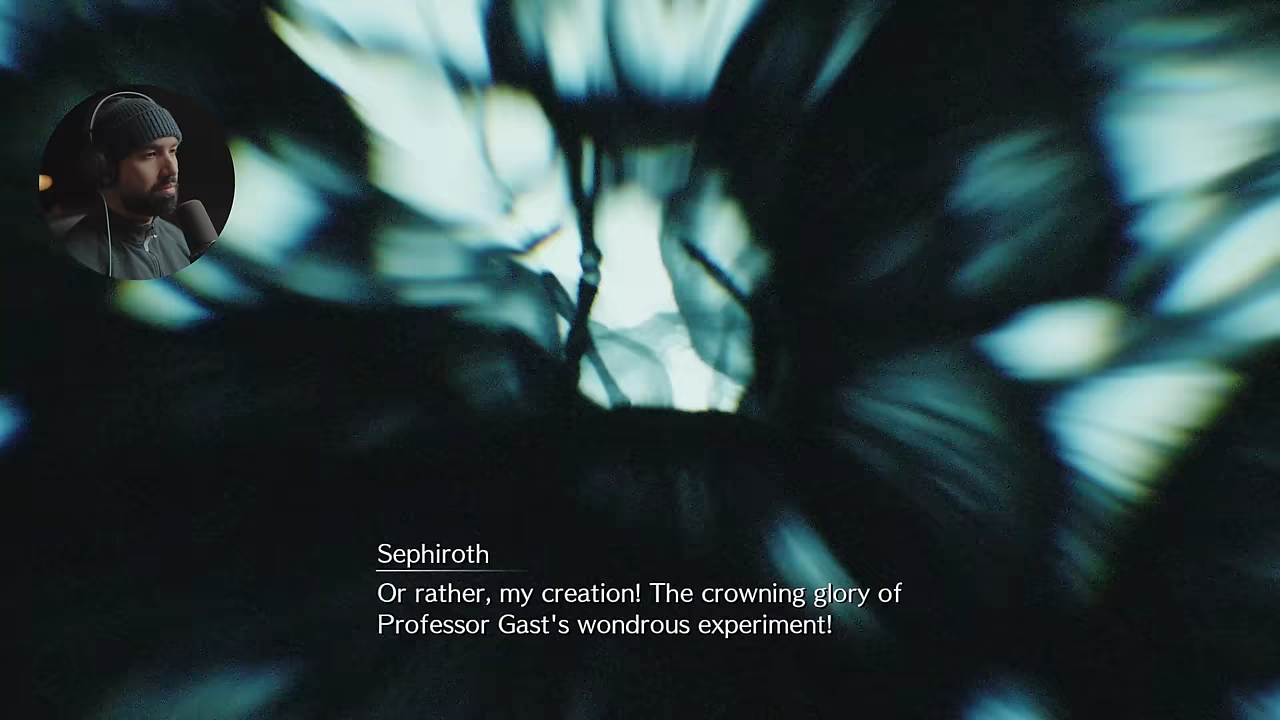 Sephiroth
Or rather, my creation! The crowning glory of
Professor Gast's wondrous experiment!